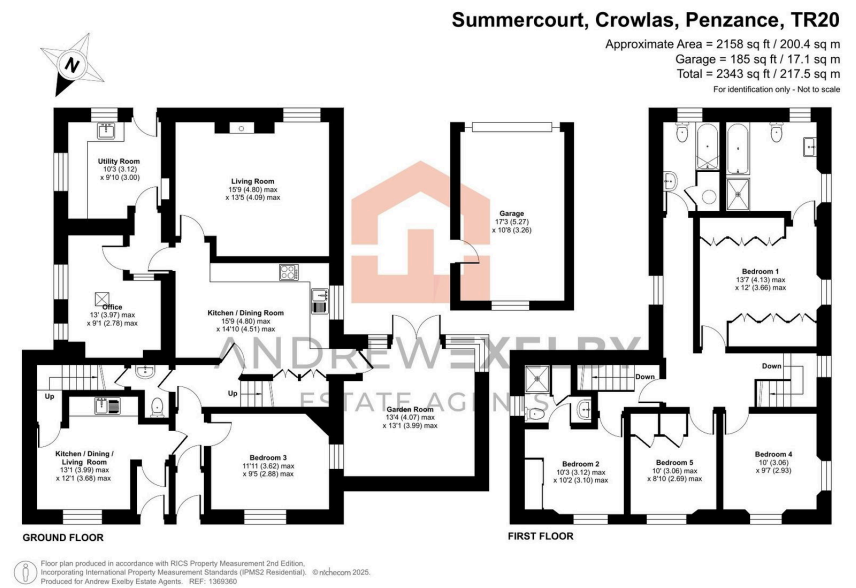 Summercourt, Crowlas, Penzance, TR20
Approximate Area = 2158 sq ft / 200.4 sq m
Garage = 185 sq ft / 17.1 sq m
Total = 2343 sq ft / 217.5 sq m
For identification only - Not to scale
N
Utility Room
10'3 (3.12)
x 9'10 (3.00)
Living Room
15'9 (4.80) max
x 13'5 (4.09) max
Garage
17'3 (5.27)
x 10'8 (3.26)
Bedroom 1
13'7 (4.13) max
x 12' (3.66) max
Office
13' (3.97) max
x 9'1 (2.78) max
Kitchen / Dining Room
15'9 (4.80) max
x 14'10 (4.51) max
ANDREW EXELBY
ESTATE AGENTS
Up
Up
Down
Down
Garden Room
13'4 (4.07) max
x 13'1 (3.99) max
Kitchen / Dining /
Living Room
13'1 (3.99) max
x 12'1 (3.68) max
Bedroom 3
11'11 (3.62) max
x 9'5 (2.88) max
Bedroom 2
10'3 (3.12) max
x 10'2 (3.10) max
Bedroom 5
10' (3.06) max
x 8'10 (2.69) max
Bedroom 4
10' (3.06)
x 9'7 (2.93)
GROUND FLOOR
FIRST FLOOR
Floor plan produced in accordance with RICS Property Measurement 2nd Edition,
Incorporating International Property Measurement Standards (IPMS2 Residential). © nichecom 2025.
Produced for Andrew Exelby Estate Agents. REF: 1369360